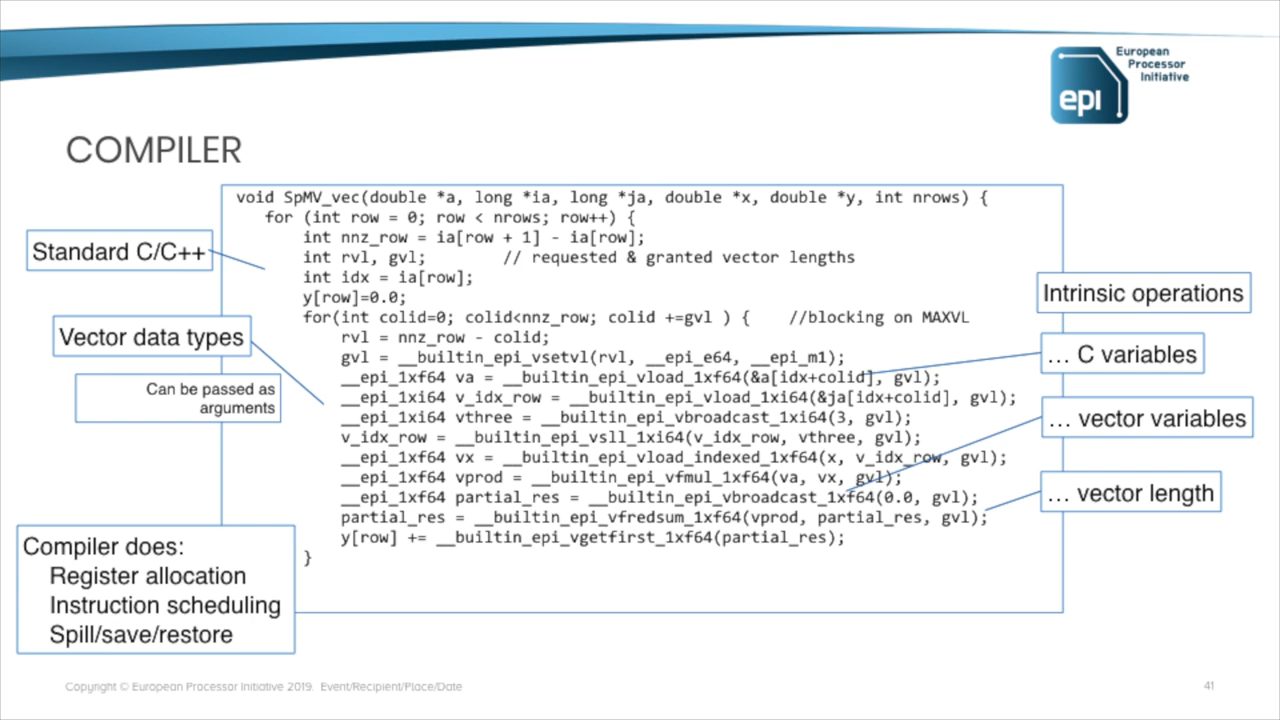 European
Processor
Initiative
epi
COMPILER
void SpMV_vec(double *a, long *ia, long *ja, double *x, double *y, int nrows) {
for (int row = 0; row < nrows; row++) {
int nnz_row = ia[row + 1] - ia[row];
int rvl, gvl; // requested & granted vector lengths
int idx = ia[row];
y[row]=0.0;
for(int colid=0; colid<nnz_row; colid +=gvl ) { //blocking on MAXVL
rvl = nnz_row - colid;
gvl = __builtin_epi_vsetvl(rvl, __epi_e64, __epi_m1);
__epi_1xf64 va = __builtin_epi_vload_1xf64(&a[idx+colid], gvl);
__epi_1xi64 v_idx_row = __builtin_epi_vload_1xi64(&ja[idx+colid], gvl);
__epi_1xi64 vthree = __builtin_epi_vbroadcast_1xi64(3, gvl);
v_idx_row = __builtin_epi_vsll_1xi64(v_idx_row, vthree, gvl);
__epi_1xf64 vx = __builtin_epi_vload_indexed_1xf64(x, v_idx_row, gvl);
__epi_1xf64 vprod = __builtin_epi_vfmul_1xf64(va, vx, gvl);
__epi_1xf64 partial_res = __builtin_epi_vbroadcast_1xf64(0.0, gvl);
partial_res = __builtin_epi_vfredsum_1xf64(vprod, partial_res, gvl);
y[row] += __builtin_epi_vgetfirst_1xf64(partial_res);
}
Standard C/C++
Vector data types
Can be passed as
arguments
Compiler does:
Register allocation
Instruction scheduling
Spill/save/restore
Intrinsic operations
… C variables
… vector variables
… vector length
Copyright © European Processor Initiative 2019. Event/Recipient/Place/Date
41